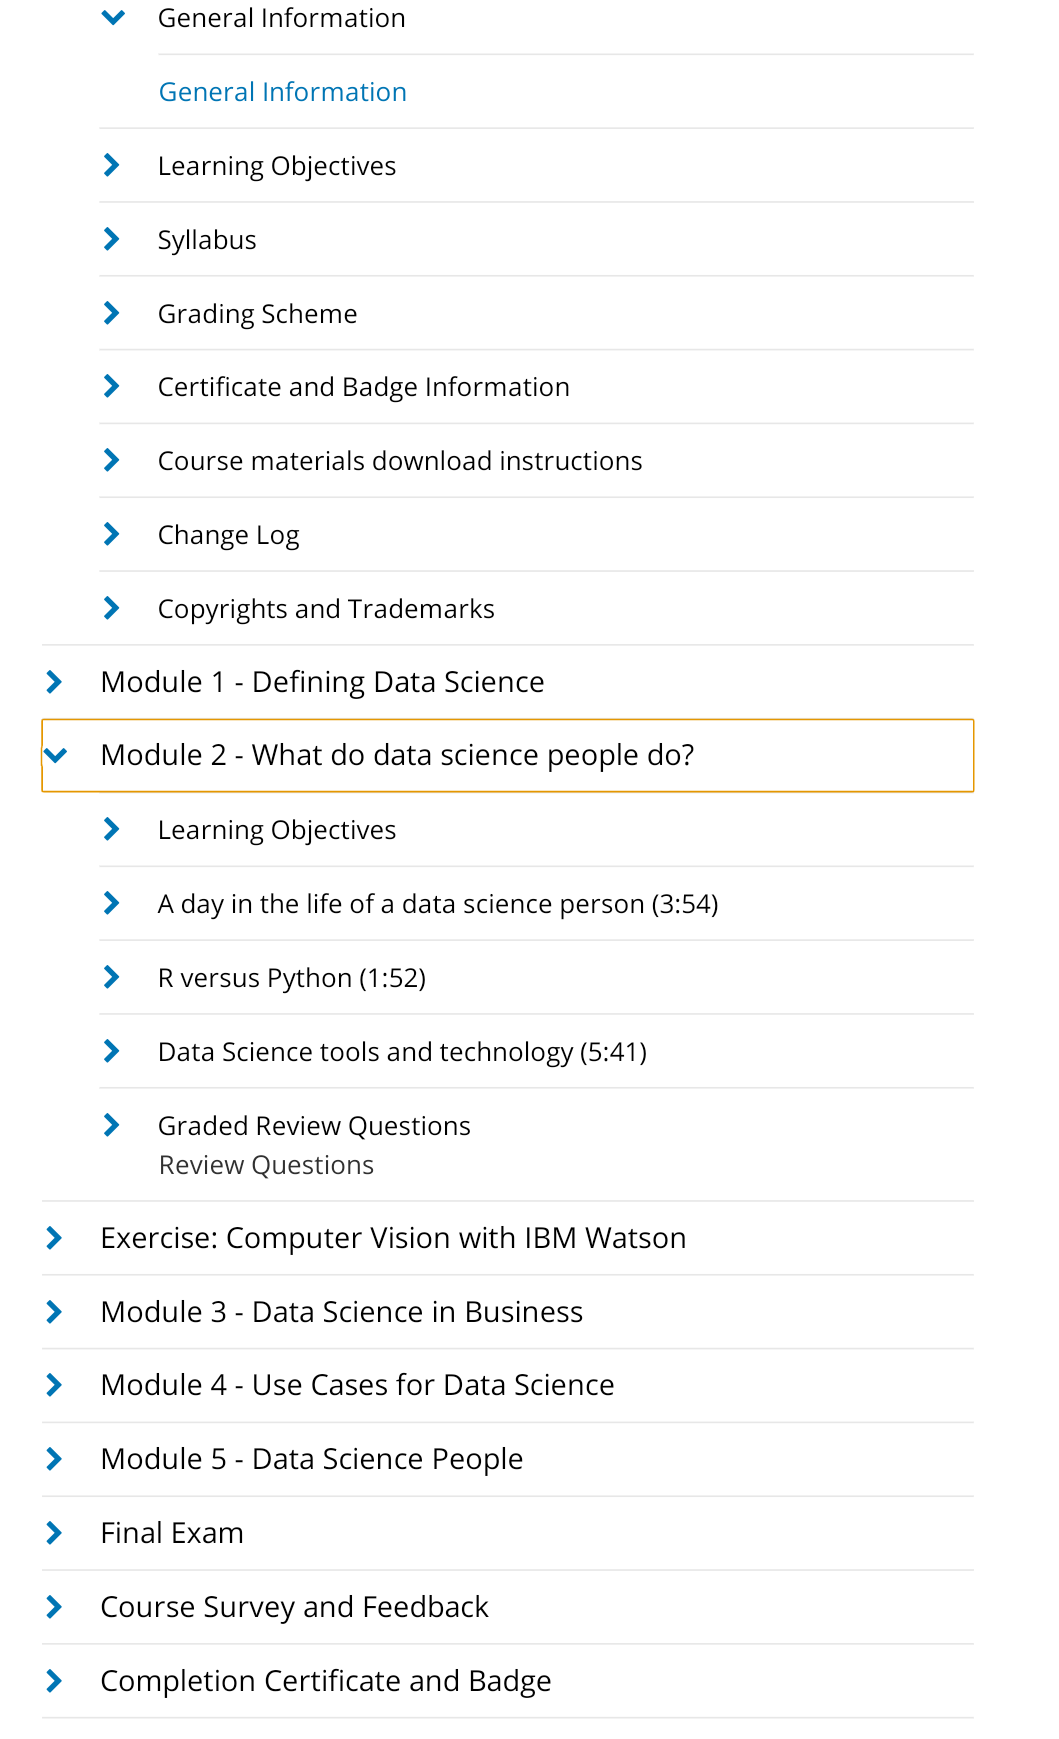 General Information
General Information
Learning Objectives
Syllabus
Grading Scheme
Certificate and Badge Information
Course materials download instructions
Change Log
Copyrights and Trademarks
Module 1 - Defining Data Science
Module 2 - What do data science people do?
Learning Objectives
A day in the life of a data science person (3:54)
R versus Python (1:52)
Data Science tools and technology (5:41)
Graded Review Questions
Review Questions
Exercise: Computer Vision with IBM Watson
Module 3 - Data Science in Business
Module 4 - Use Cases for Data Science
Module 5 - Data Science People
Final Exam
Course Survey and Feedback
Completion Certificate and Badge